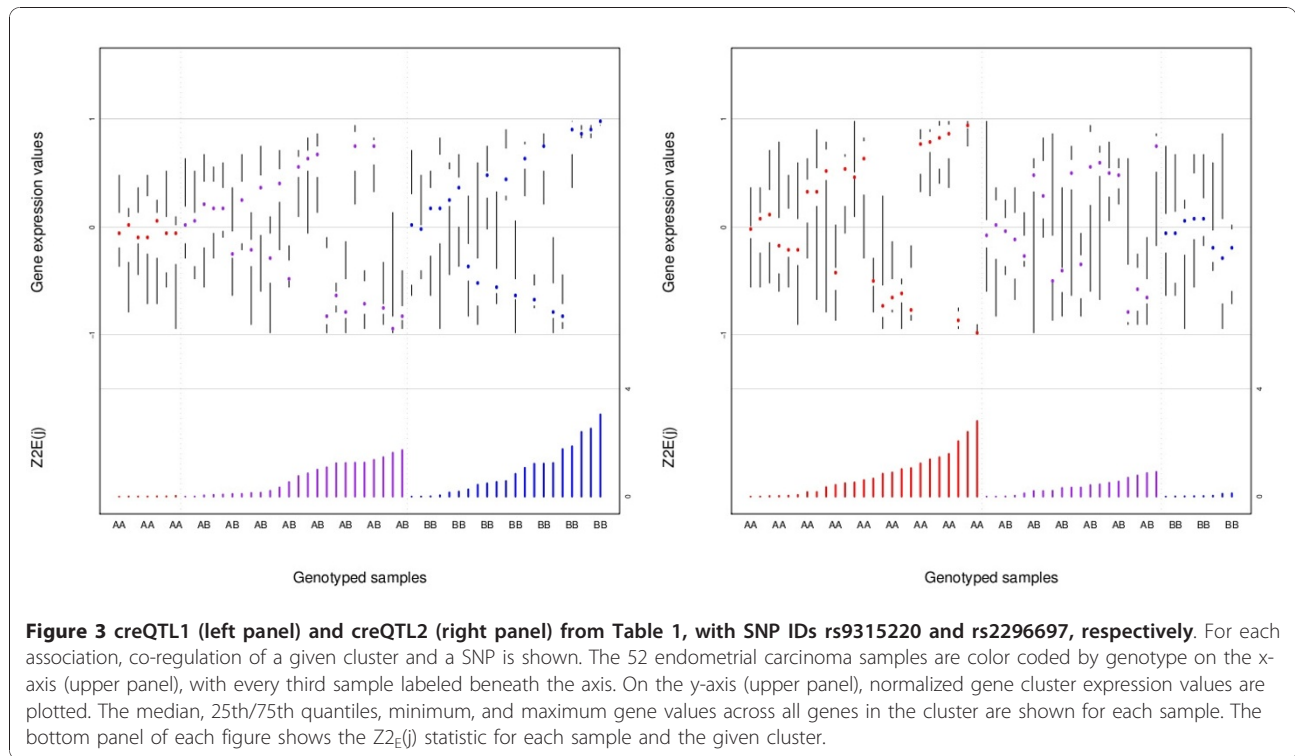 Gene expression values
1
0
-1
Z2E(j)
4
0
AA AA AA AB AB AB AB AB AB AB AB BB BB BB BB BB BB BB
Genotyped samples
Gene expression values
1
0
-1
Z2E(j)
4
0
AA AA AA AA AA AA AA AA AA AB AB AB AB AB AB BB BB BB
Genotyped samples
Figure 3 creQTL1 (left panel) and creQTL2 (right panel) from Table 1, with SNP IDs rs9315220 and rs2296697, respectively. For each
association, co-regulation of a given cluster and a SNP is shown. The 52 endometrial carcinoma samples are color coded by genotype on the x-
axis (upper panel), with every third sample labeled beneath the axis. On the y-axis (upper panel), normalized gene cluster expression values are
plotted. The median, 25th/75th quantiles, minimum, and maximum gene values across all genes in the cluster are shown for each sample. The
bottom panel of each figure shows the Z2E(j) statistic for each sample and the given cluster.